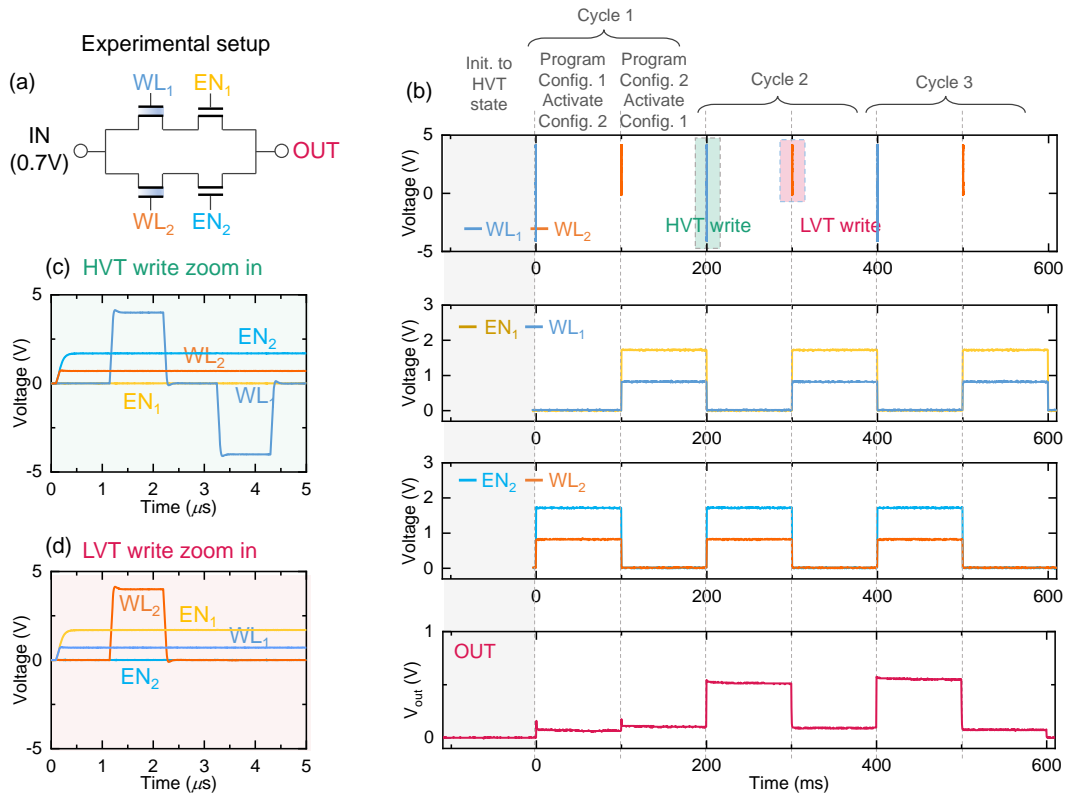 Experimental setup
(a)
WL₁
EN₁
IN
(0.7V)
OUT
WL₂
EN₂
(c) HVT write zoom in
5
0
-5
Voltage (V)
EN₂
WL₂
EN₁
WL₁
0 1 2 3 4 5
Time (μs)
(d) LVT write zoom in
5
0
-5
Voltage (V)
WL₂
EN₁
WL₁
EN₂
0 1 2 3 4 5
Time (μs)
(b)
Cycle 1
Init. to
HVT
state
Program
Config. 1
Activate
Config. 2
Program
Config. 2
Activate
Config. 1
Cycle 2
Cycle 3
5
0
-5
Voltage (V)
WL₁ WL₂
HVT write
LVT write
0 200 400 600
3
2
1
0
Voltage (V)
EN₁ WL₁
0 200 400 600
3
2
1
0
Voltage (V)
EN₂ WL₂
0 200 400 600
1
0
Vout (V)
OUT
0 200 400 600
Time (ms)